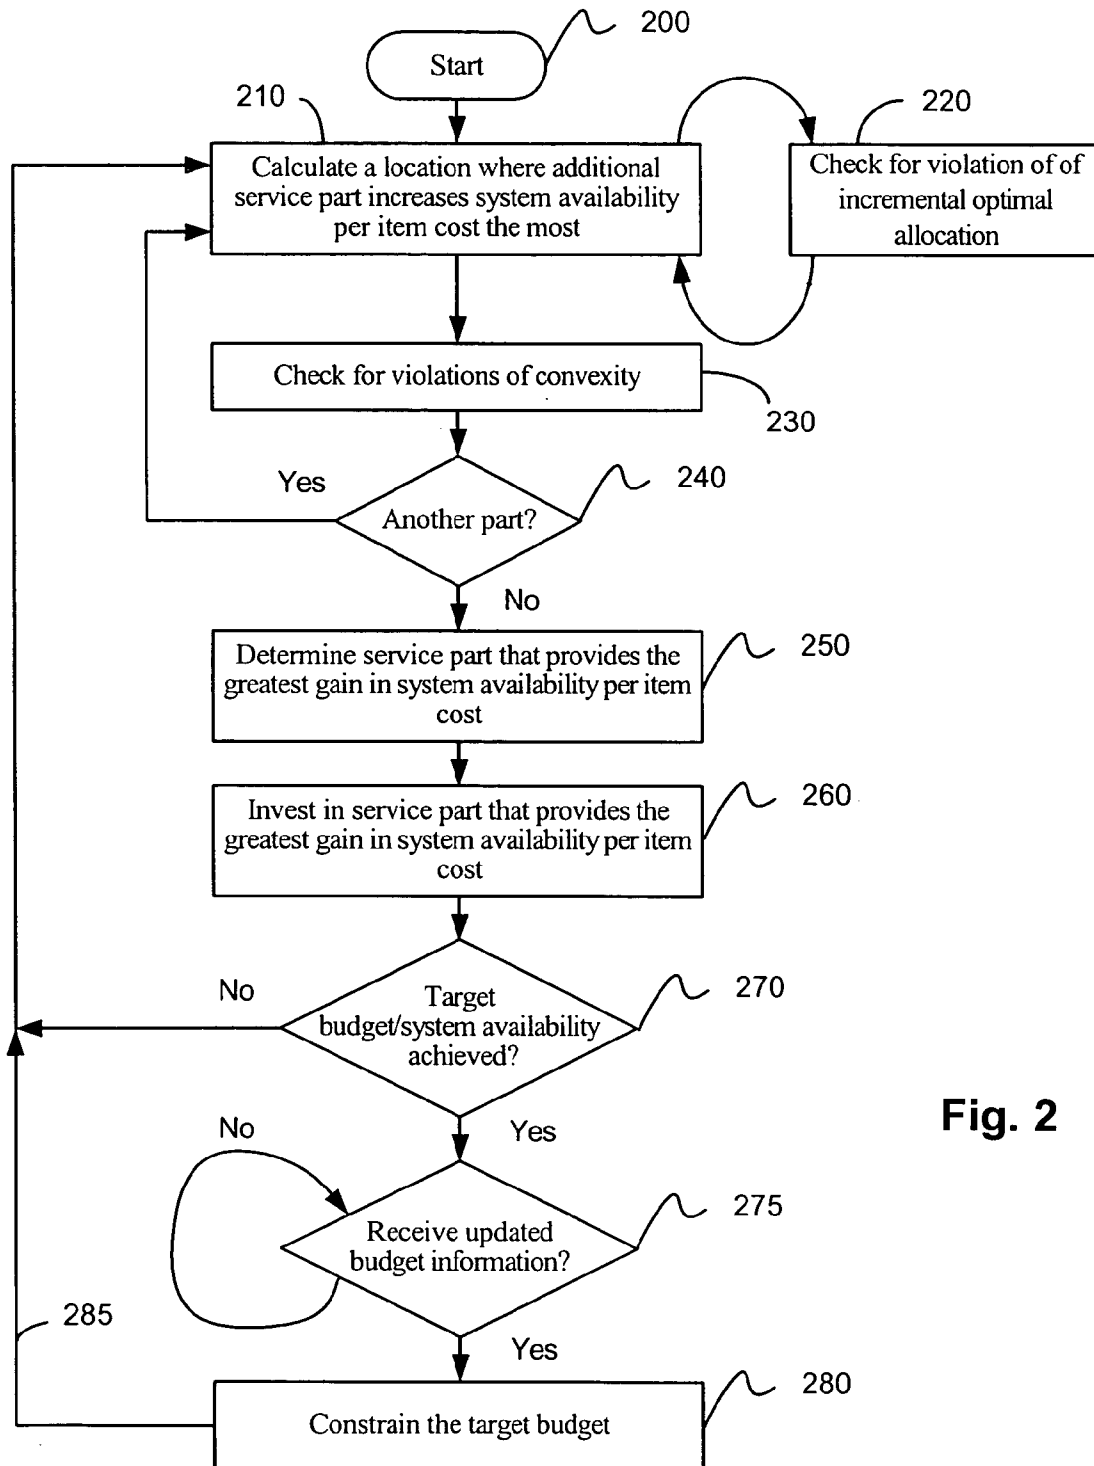 200
Start
210
220
Calculate a location where additional
service part increases system availability
per item cost the most
Check for violation of of
incremental optimal
allocation
Check for violations of convexity
230
Yes
240
Another part?
No
250
Determine service part that provides the
greatest gain in system availability per item
cost
260
Invest in service part that provides the
greatest gain in system availability per item
cost
No
270
Target
budget/system availability
achieved?
Fig. 2
Yes
No
275
Receive updated
budget information?
285
Yes
280
Constrain the target budget